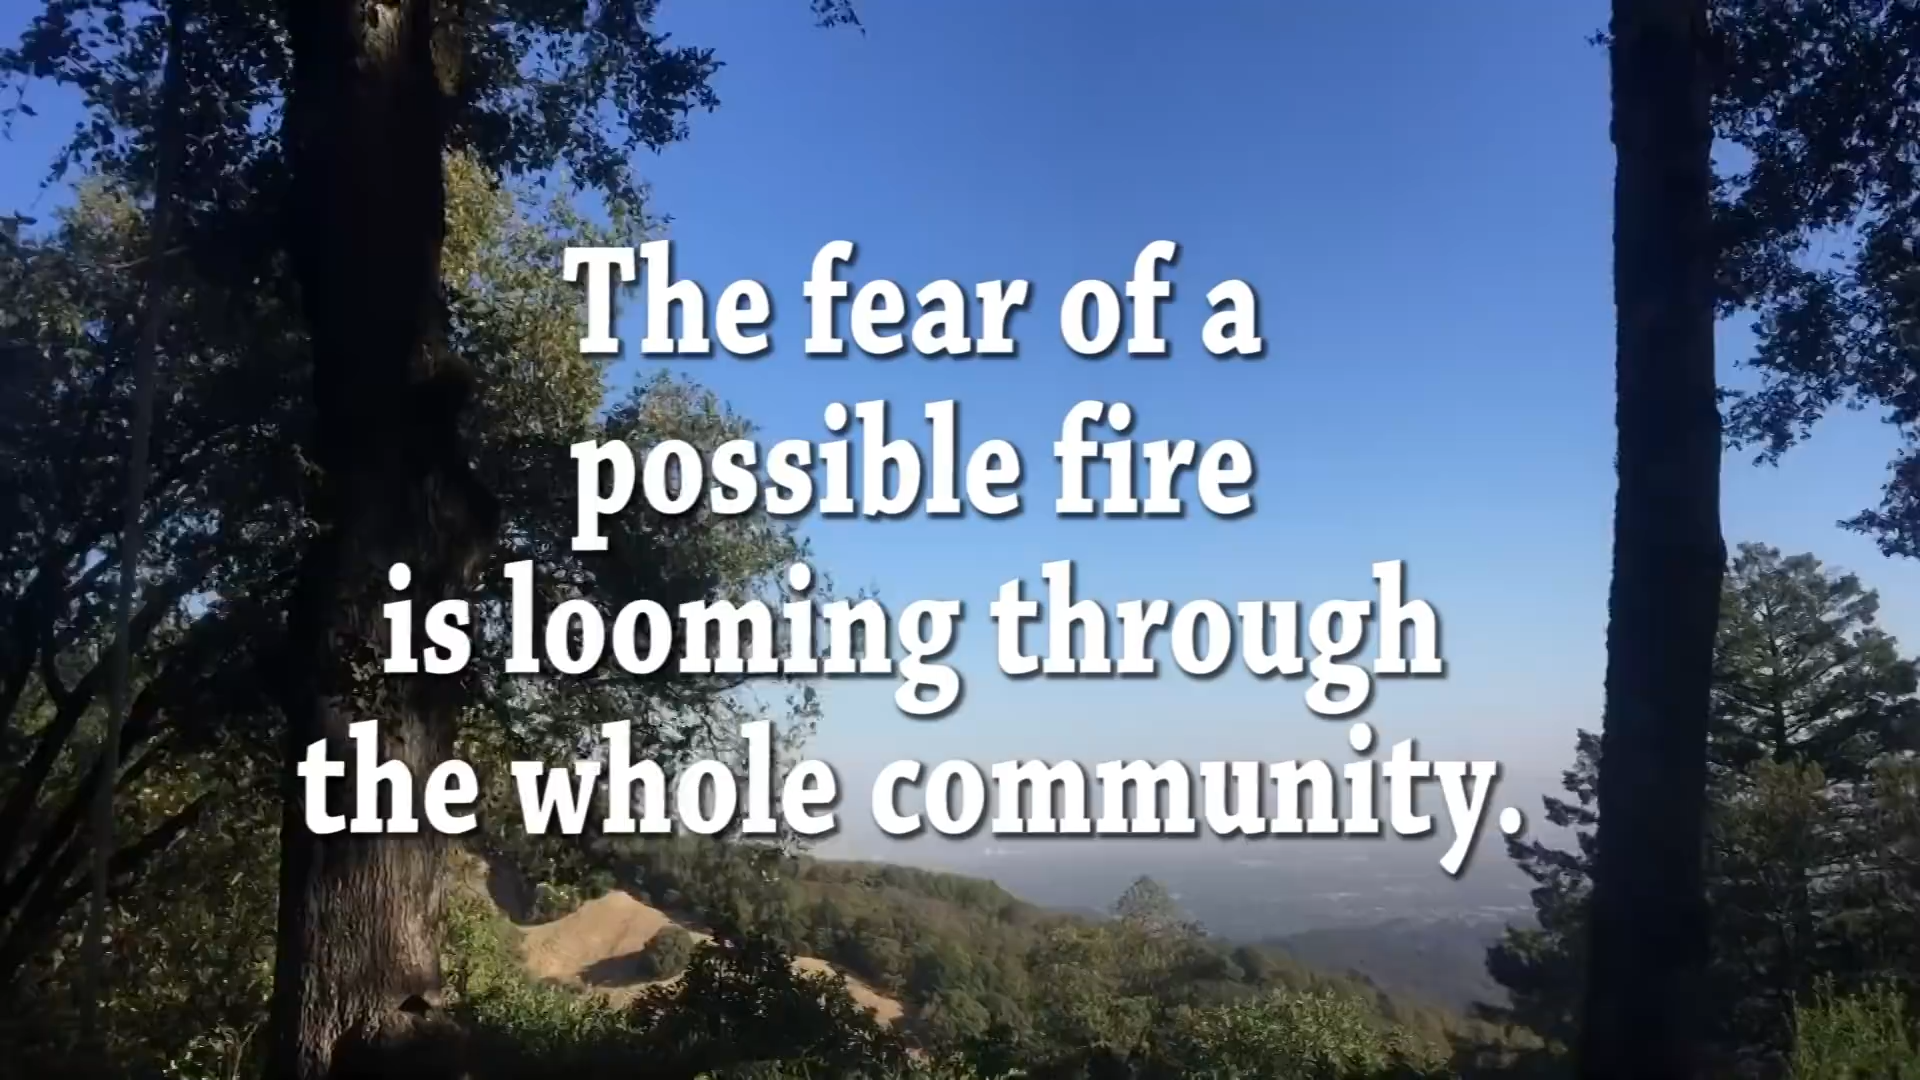 The fear of a
possible fire
is looming through
the whole community.